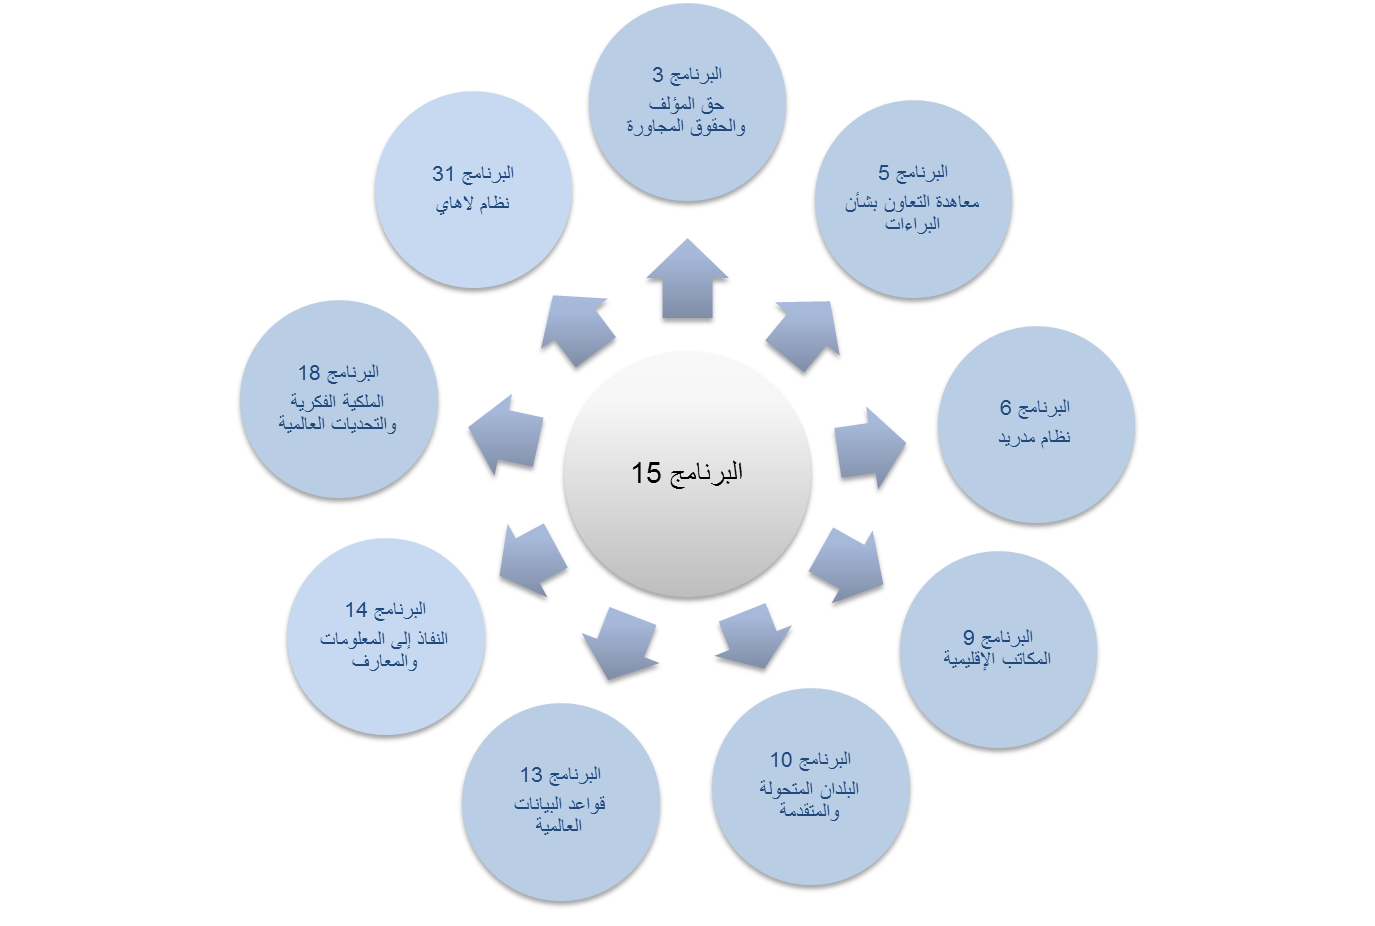 البرنامج 3
حق المؤلف
والحقوق المجاورة
البرنامج 5
معاهدة التعاون بشأن
البراءات
البرنامج 6
نظام مدريد
البرنامج 9
المكاتب الإقليمية
البرنامج 10
البلدان المتحولة
والمتقدمة
البرنامج 13
قواعد البيانات
العالمية
البرنامج 14
النفاذ إلى المعلومات
والمعارف
البرنامج 18
الملكية الفكرية
والتحديات العالمية
البرنامج 31
نظام لاهاي
البرنامج 15